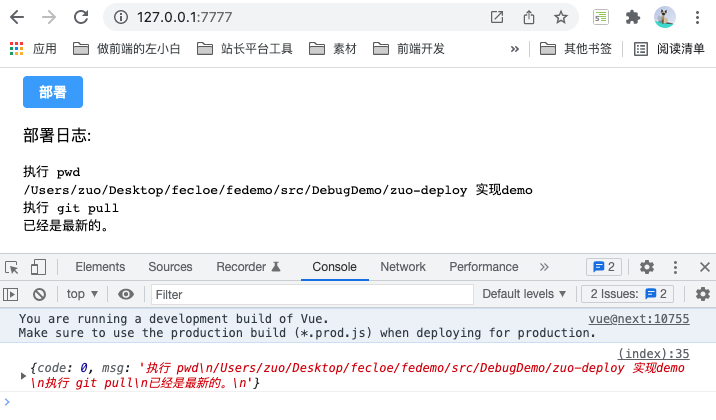 127.0.0.1:7777
应用 做前端的左小白 站长平台工具 素材 前端开发 » 其他书签 阅读清单
部署
部署日志:
执行 pwd
/Users/zuo/Desktop/fecloe/fedemo/src/DebugDemo/zuo-deploy 实现demo
执行 git pull
已经是最新的。
Elements Sources Recorder Console Network Performance » 2
top ▼ Filter Default levels ▼ 2 Issues: 2
You are running a development build of Vue. vue@next:10755
Make sure to use the production build (*.prod.js) when deploying for production.
(index):35
{code: 0, msg: '执行 pwd\n/Users/zuo/Desktop/fecloe/fedemo/src/DebugDemo/zuo-deploy 实现demo
\n执行 git pull\n已经是最新的。\n'}